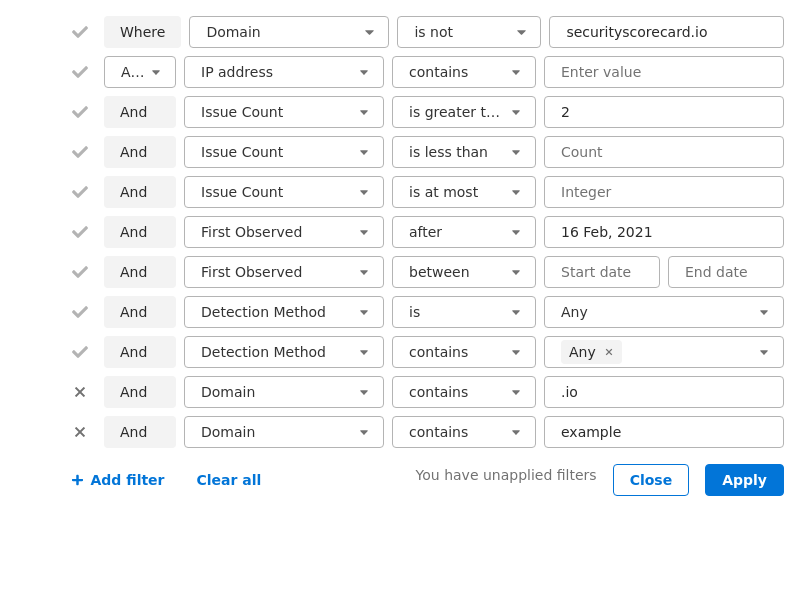 Where Domain is not securityscorecard.io
A... IP address contains Enter value
And Issue Count is greater t... 2
And Issue Count is less than Count
And Issue Count is at most Integer
And First Observed after 16 Feb, 2021
And First Observed between Start date End date
And Detection Method is Any
And Detection Method contains Any ×
And Domain contains .io
And Domain contains example
+ Add filter Clear all You have unapplied filters Close Apply